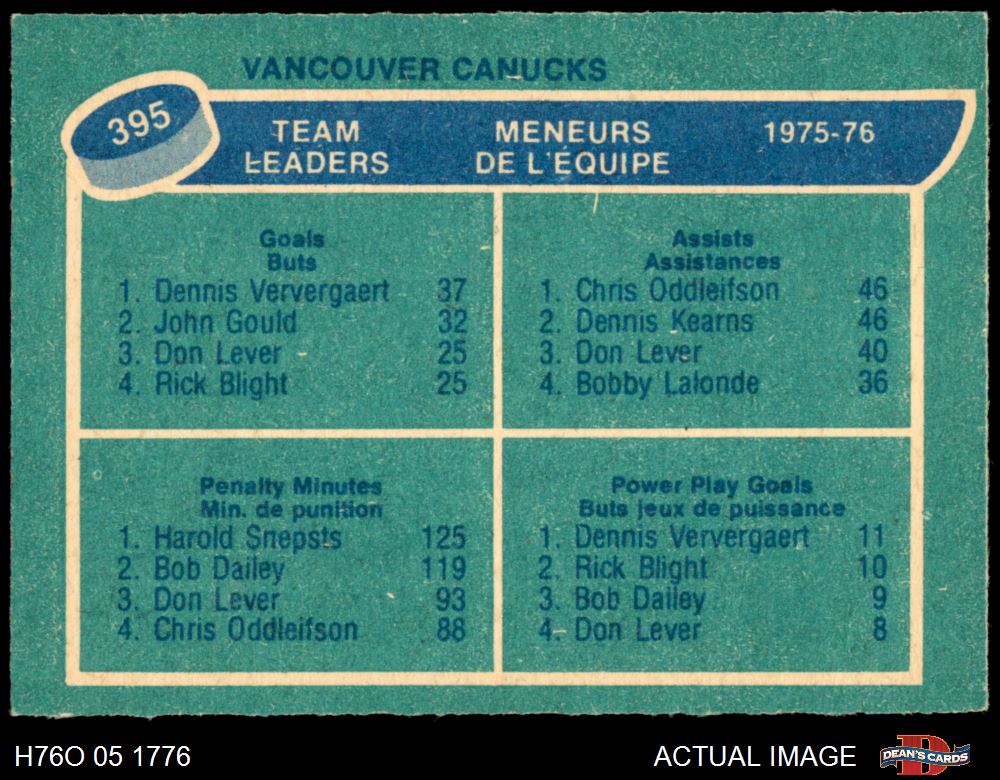 VANCOUVER CANUCKS
395
TEAM LEADERS
MENEURS DE L'ÉQUIPE
1975-76
Goals
Buts
1. Dennis Ververgaert 37
2. John Gould 32
3. Don Lever 25
4. Rick Blight 25
Assists
Assistances
1. Chris Oddleifson 46
2. Dennis Kearns 46
3. Don Lever 40
4. Bobby Lalonde 36
Penalty Minutes
Min. de punition
1. Harold Snepsts 125
2. Bob Dailey 119
3. Don Lever 93
4. Chris Oddleifson 88
Power Play Goals
Buts jeux de puissance
1. Dennis Ververgaert 11
2. Rick Blight 10
3. Bob Dailey 9
4. Don Lever 8
H76O 05 1776
ACTUAL IMAGE
D
DEAN'S CARDS